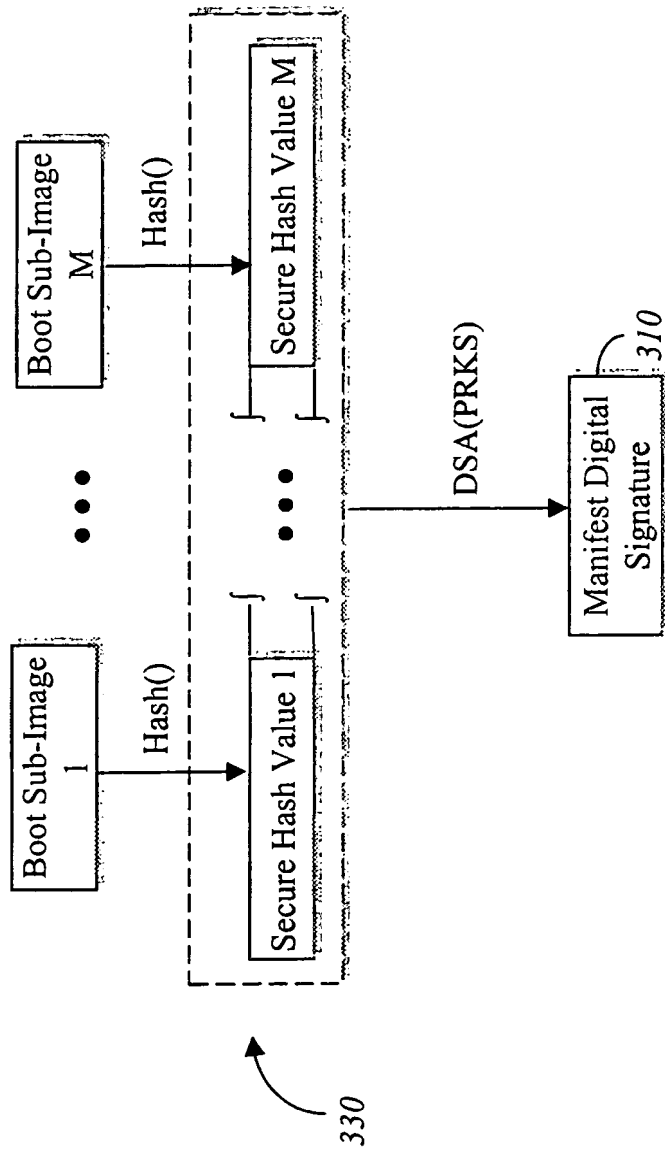 Boot Sub-Image
1
Boot Sub-Image
M
Hash()
Hash()
Secure Hash Value 1
Secure Hash Value M
330
DSA(PRKS)
Manifest Digital
Signature
310